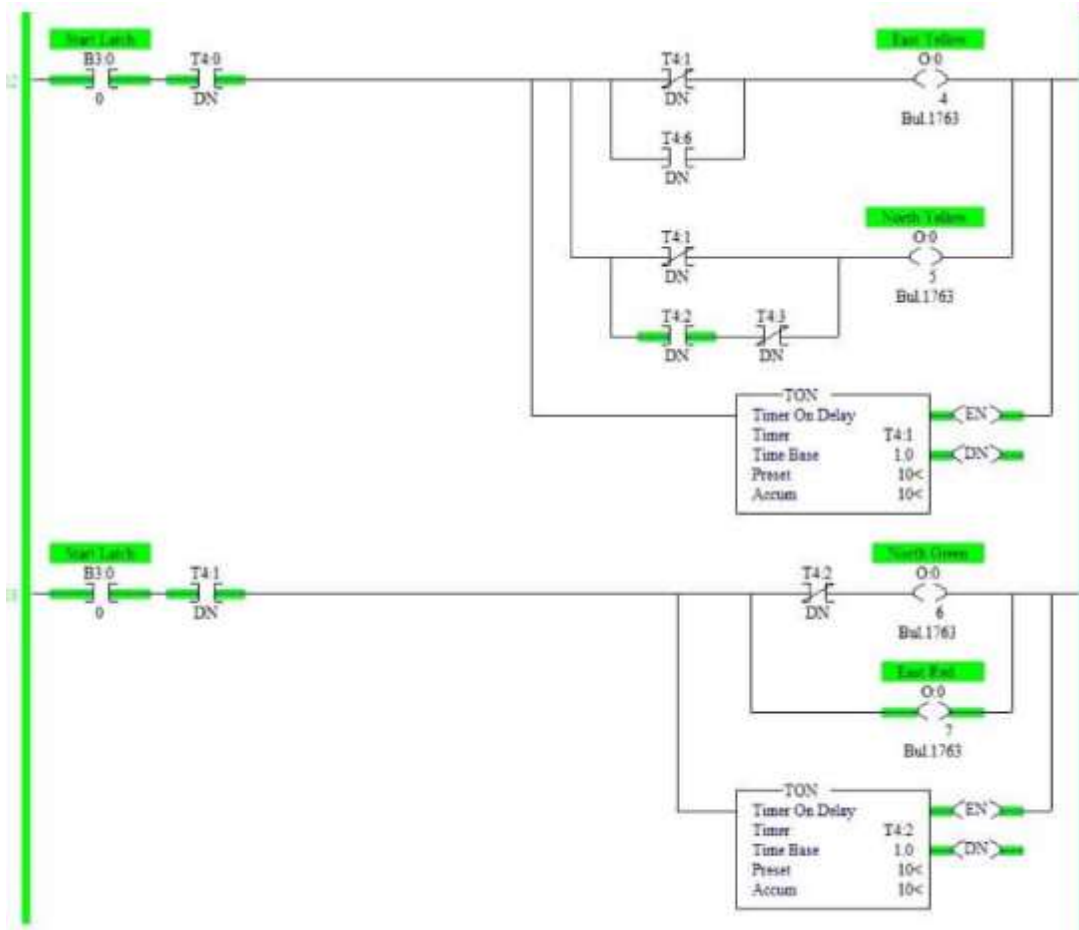 Start Latch
East Yellow
B3:0
T4:0
T4:1
O:0
0
DN
DN
4
Bul.1763
T4:6
DN
North Yellow
T4:1
O:0
DN
5
Bul.1763
T4:2
T4:3
DN
DN
TON
Timer On Delay
EN
Timer T4:1
Time Base 1.0
DN
Preset 10<
Accum 10<
Start Latch
North Green
B3:0
T4:1
T4:2
O:0
0
DN
DN
6
Bul.1763
East Red
O:0
7
Bul.1763
TON
Timer On Delay
EN
Timer T4:2
Time Base 1.0
DN
Preset 10<
Accum 10<